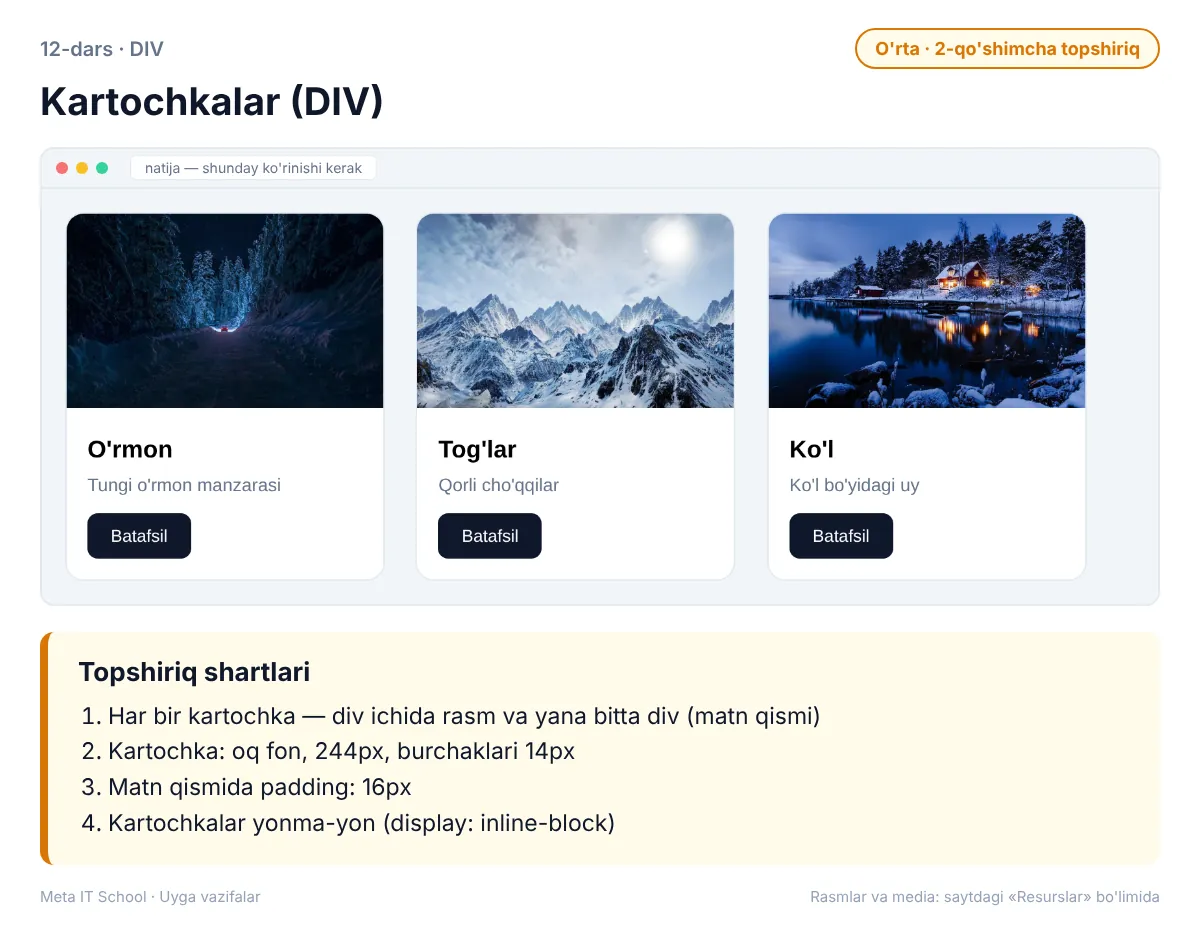 12-dars · DIV
O'rta · 2-qo'shimcha topshiriq
Kartochkalar (DIV)
natija — shunday ko'rinishi kerak
O'rmon
Tungi o'rmon manzarasi
Batafsil
Tog'lar
Qorli cho'qqilar
Batafsil
Ko'l
Ko'l bo'yidagi uy
Batafsil
Topshiriq shartlari
1. Har bir kartochka — div ichida rasm va yana bitta div (matn qismi)
2. Kartochka: oq fon, 244px, burchaklari 14px
3. Matn qismida padding: 16px
4. Kartochkalar yonma-yon (display: inline-block)
Meta IT School · Uyga vazifalar
Rasmlar va media: saytdagi «Resurslar» bo'limida